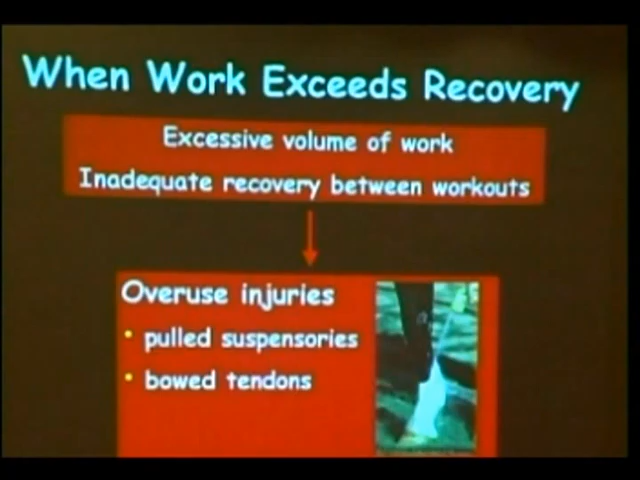 When Work Exceeds Recovery
Excessive volume of work
Inadequate recovery between workouts
Overuse injuries
• pulled suspensories
• bowed tendons